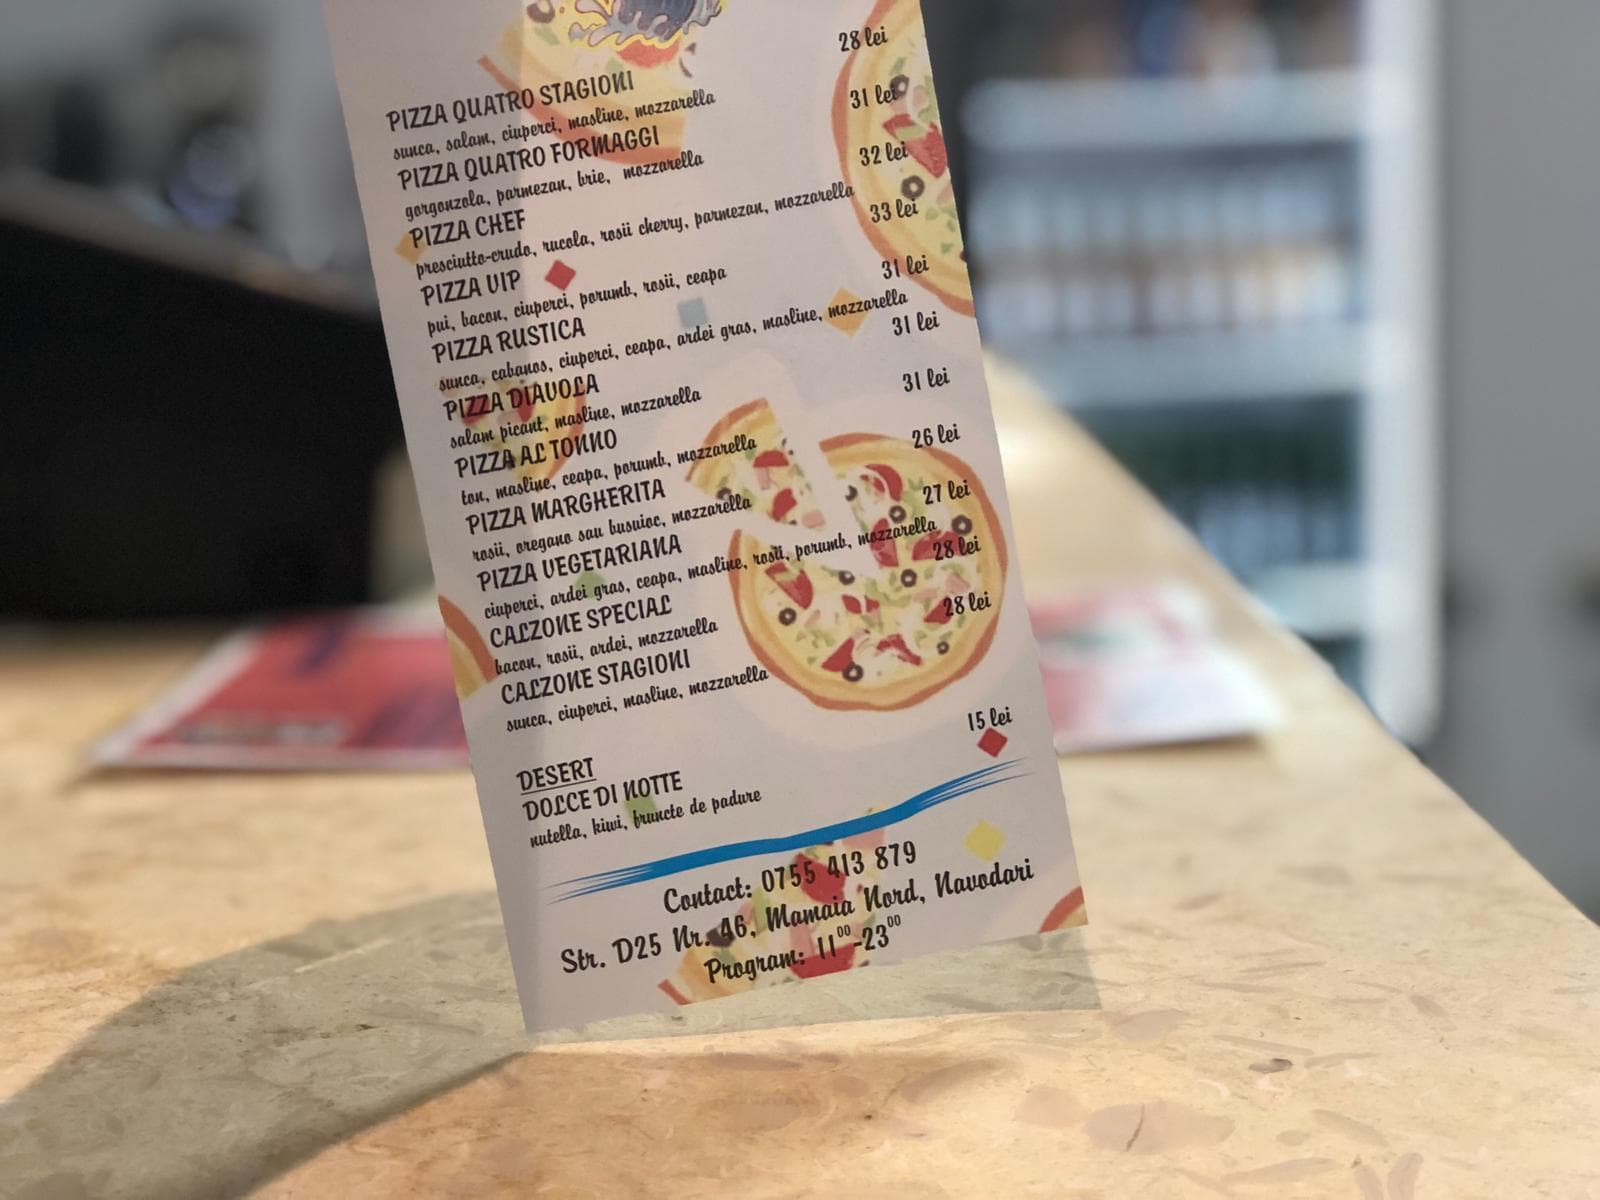 PIZZA QUATRO STAGIONI 28 lei
sunca, salam, ciuperci, masline, mozzarella
PIZZA QUATRO FORMAGGI 31 lei
gorgonzola, parmezan, brie, mozzarella
PIZZA CHEF 32 lei
presciutto-crudo, rucola, rosii cherry, parmezan, mozzarella
PIZZA VIP 33 lei
pui, bacon, ciuperci, porumb, rosii, ceapa
PIZZA RUSTICA 31 lei
sunca, cabanos, ciuperci, ceapa, ardei gras, masline, mozzarella
PIZZA DIAVOLA 31 lei
salam picant, masline, mozzarella
PIZZA AL TONNO 31 lei
ton, masline, ceapa, porumb, mozzarella
PIZZA MARGHERITA 26 lei
rosii, oregano sau busuioc, mozzarella
PIZZA VEGETARIANA 27 lei
ciuperci, ardei gras, ceapa, masline, rosii, porumb, mozzarella
CALZONE SPECIAL 28 lei
bacon, rosii, ardei, mozzarella
CALZONE STAGIONI 28 lei
sunca, ciuperci, masline, mozzarella
DESERT
DOLCE DI NOTTE 15 lei
nutella, kiwi, fruncte de padure
Contact: 0755 413 879
Str. D25 Nr. 46, Mamaia Nord, Navodari
Program: 11⁰⁰-23⁰⁰